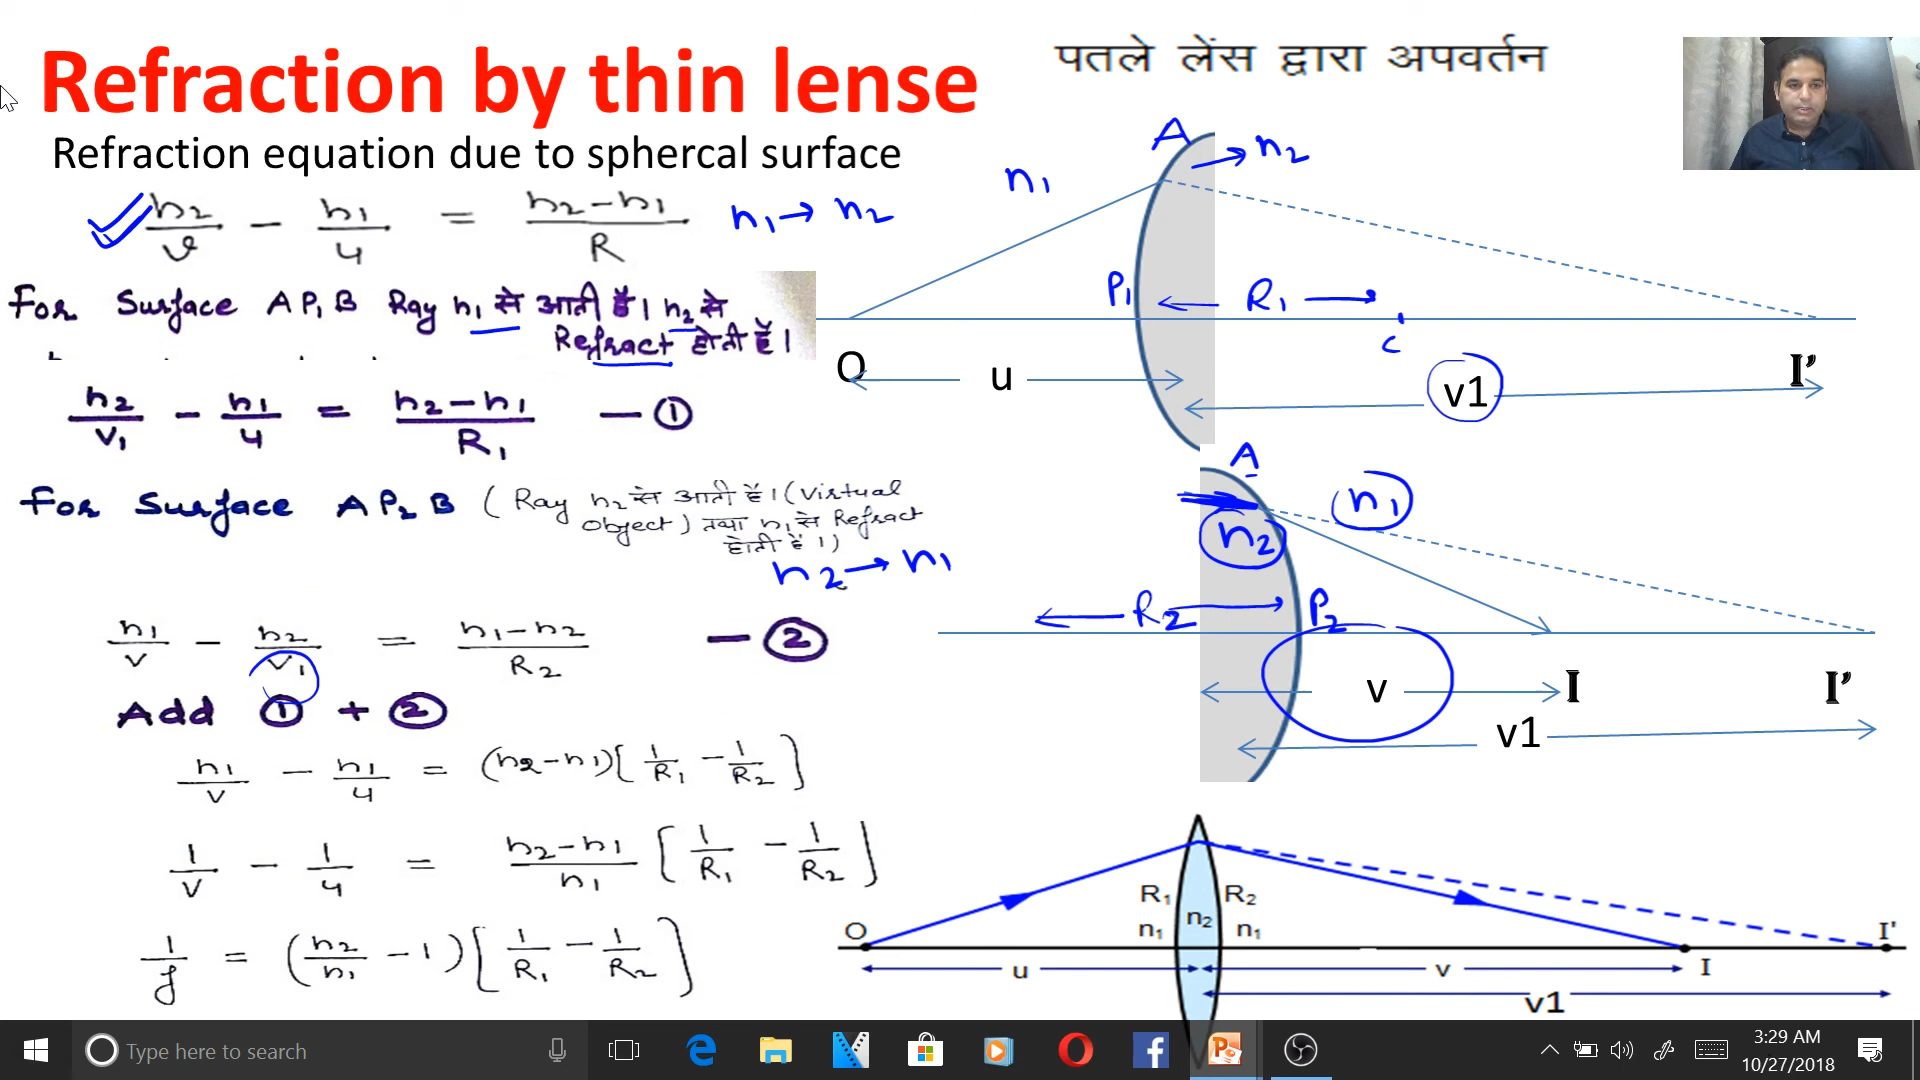 Refraction by thin lense
पतले लेंस द्वारा अपवर्तन
Refraction equation due to sphercal surface
n2/v - n1/u = n2-n1/R
n1 → n2
For Surface AP1B Ray n1 से आती है। n2 से
Refract होती है।
n2/v1 - n1/u = n2-n1/R1 — ①
For Surface AP2B (Ray n2 से आती है। (Virtual
object) तथा n1 से Refract
होती है।)
n2 → n1
n1/v - n2/v1 = n1-n2/R2 — ②
Add ① + ②
n1/v - n1/u = (n2-n1)[1/R1 - 1/R2]
1/v - 1/u = n2-n1/n1 [1/R1 - 1/R2]
1/f = (n2/n1 - 1)[1/R1 - 1/R2]
A → n2
n1
P1 ← R1 →
C
O u v1 I’
A
n2 n1
← R2 → P2
v I I’
v1
R1 R2
O n1 n2 n1 I'
u v I
v1
Type here to search
3:29 AM
10/27/2018